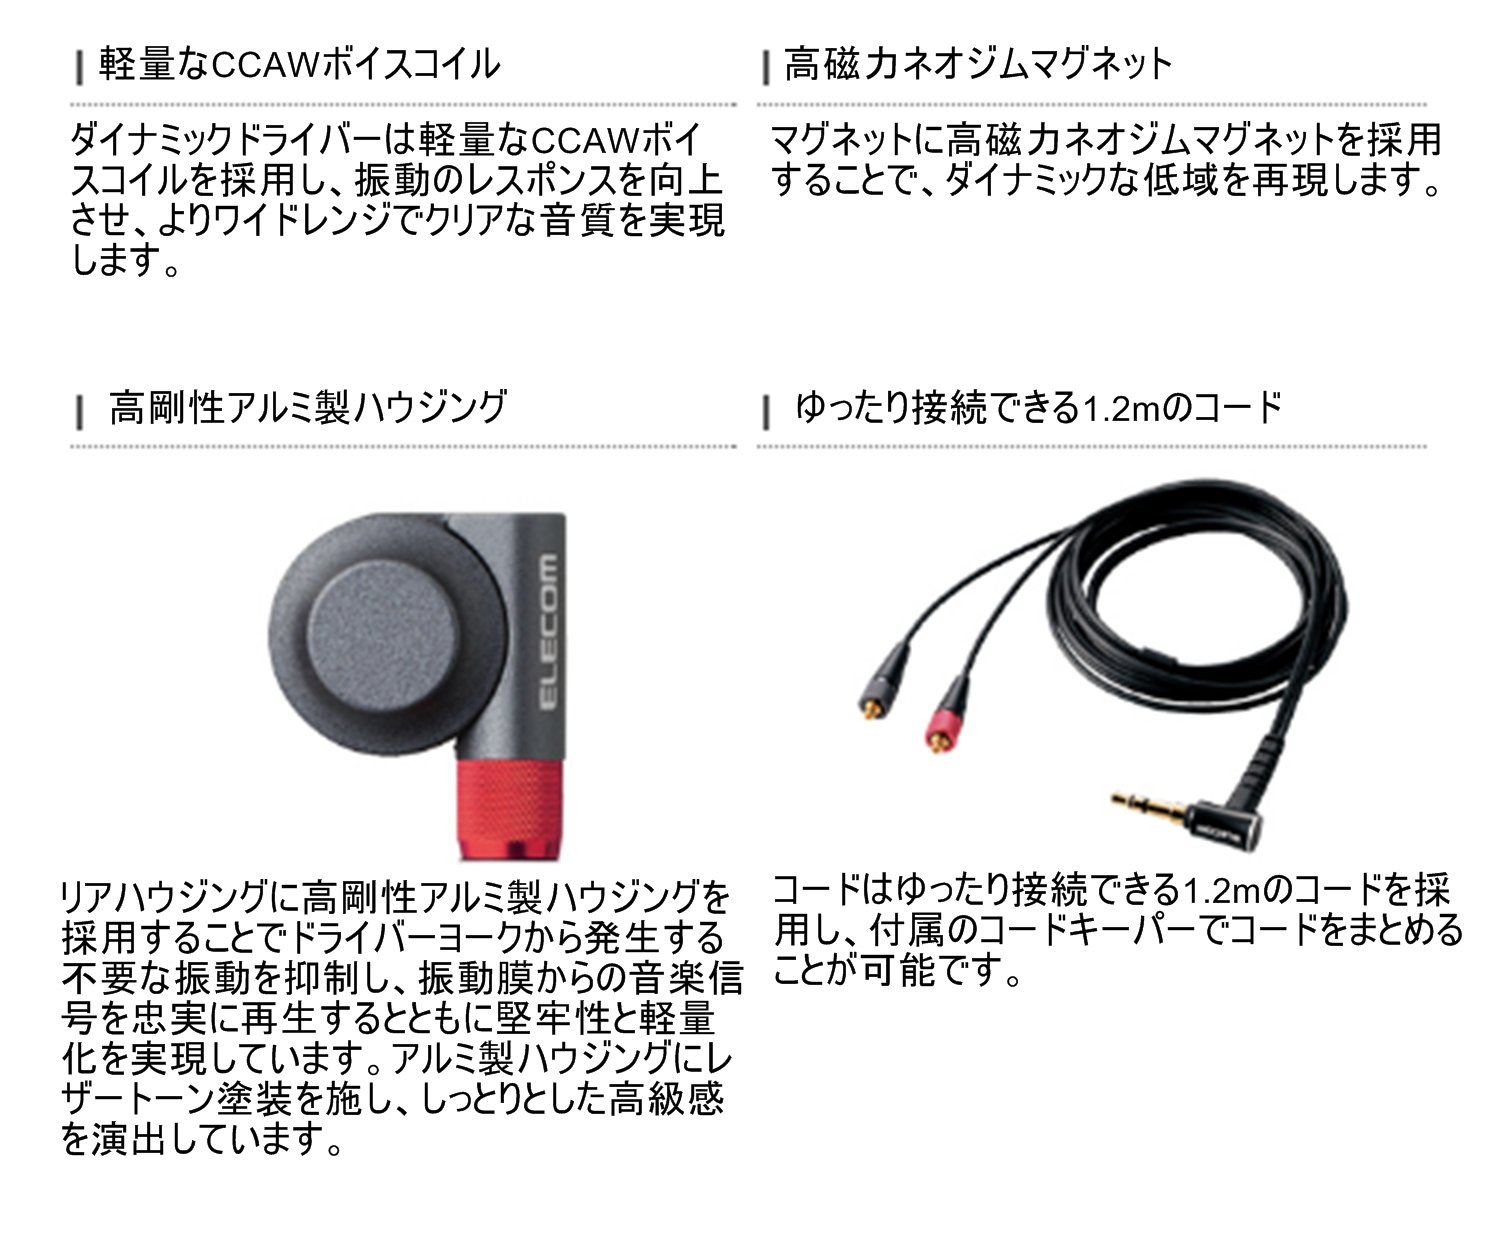 軽量なCCAWボイスコイル
ダイナミックドライバーは軽量なCCAWボイ
スコイルを採用し、振動のレスポンスを向上
させ、よりワイドレンジでクリアな音質を実現
します。
高磁力ネオジムマグネット
マグネットに高磁力ネオジムマグネットを採用
することで、ダイナミックな低域を再現します。
高剛性アルミ製ハウジング
ELECOM
リアハウジングに高剛性アルミ製ハウジングを
採用することでドライバーヨークから発生する
不要な振動を抑制し、振動膜からの音楽信
号を忠実に再生するとともに堅牢性と軽量
化を実現しています。アルミ製ハウジングにレ
ザートーン塗装を施し、しっとりとした高級感
を演出しています。
ゆったり接続できる1.2mのコード
ELECOM
コードはゆったり接続できる1.2mのコードを採
用し、付属のコードキーパーでコードをまとめる
ことが可能です。